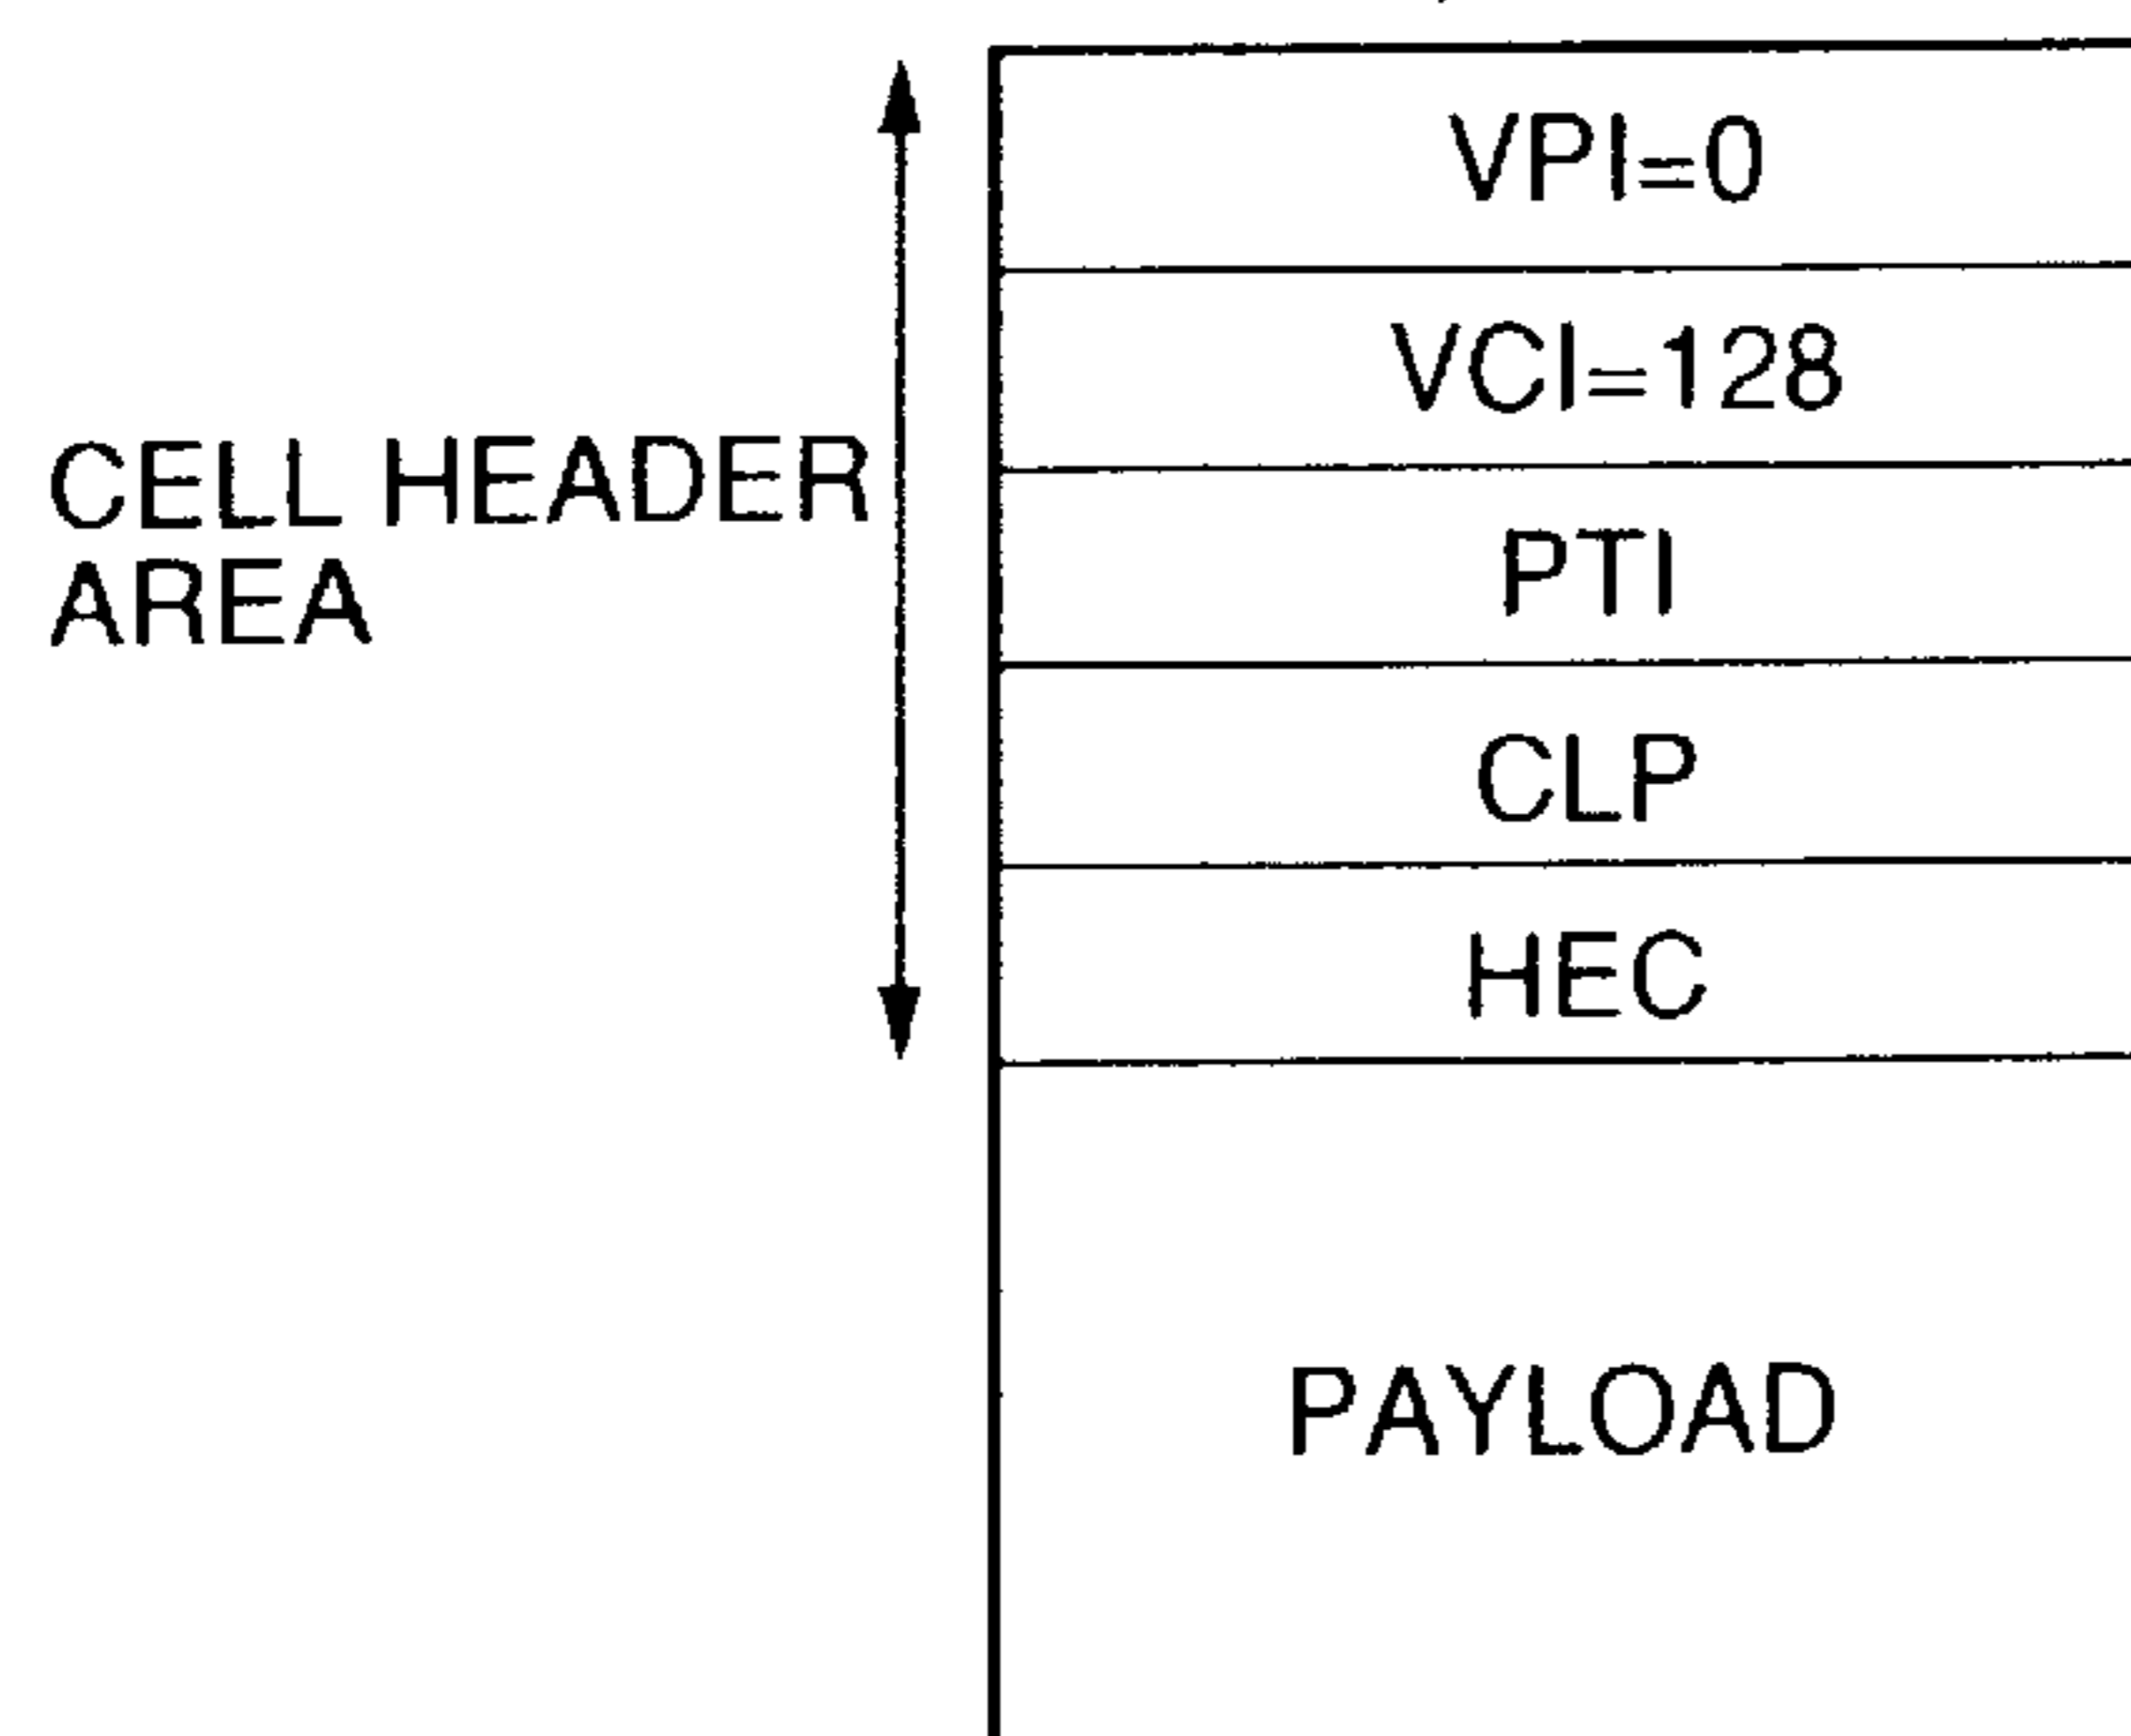 VPI=0
VCI=128
CELL HEADER
AREA
PTI
CLP
HEC
PAYLOAD